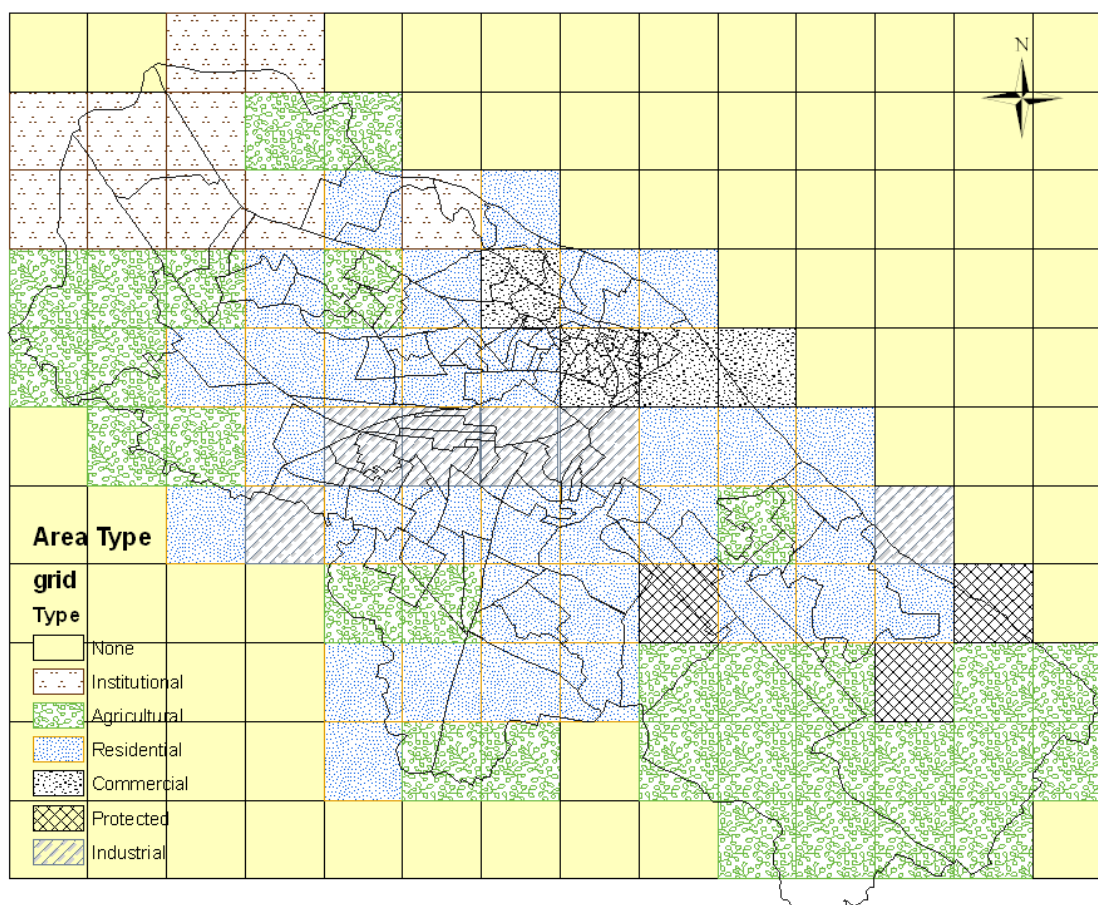 N
Area Type
grid
Type
None
Institutional
Agricultural
Residential
Commercial
Protected
Industrial